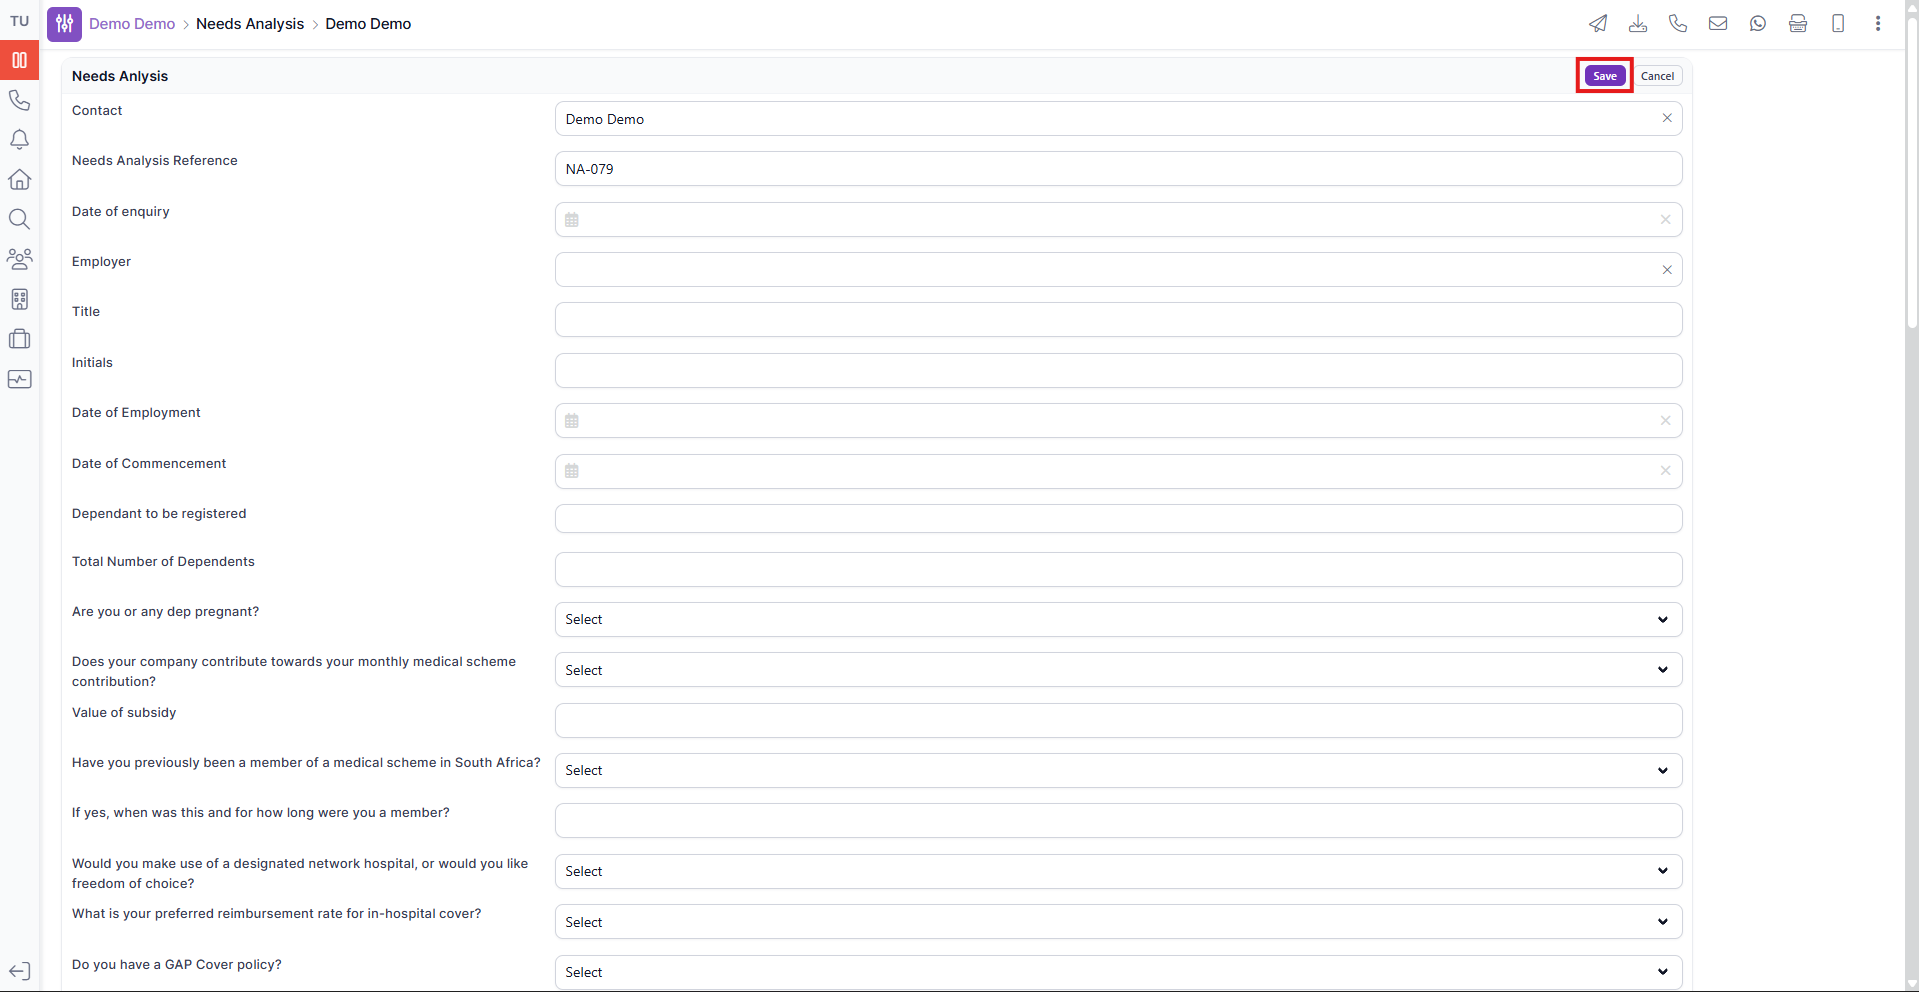 TU
Demo Demo > Needs Analysis > Demo Demo
Needs Anlysis
Save
Cancel
Contact
Demo Demo
Needs Analysis Reference
NA-079
Date of enquiry
Employer
Title
Initials
Date of Employment
Date of Commencement
Dependant to be registered
Total Number of Dependents
Are you or any dep pregnant?
Select
Does your company contribute towards your monthly medical scheme
contribution?
Select
Value of subsidy
Have you previously been a member of a medical scheme in South Africa?
Select
If yes, when was this and for how long were you a member?
Would you make use of a designated network hospital, or would you like
freedom of choice?
Select
What is your preferred reimbursement rate for in-hospital cover?
Select
Do you have a GAP Cover policy?
Select